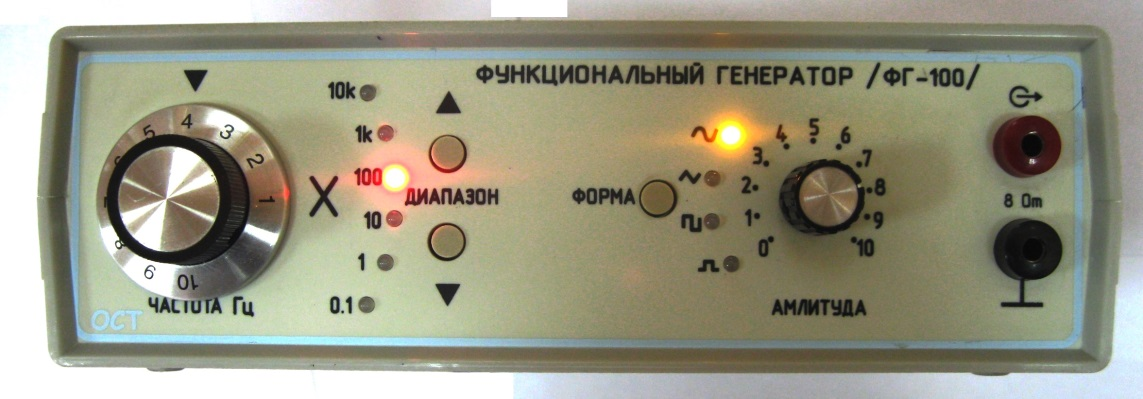 ФУНКЦИОНАЛЬНЫЙ ГЕНЕРАТОР /ФГ-100/
5 4 3 2 1 10 9 8 7 6
ЧАСТОТА Гц
ОСТ
X
10k
1k
100
10
1
0.1
ДИАПАЗОН
ФОРМА
0 1 2 3 4 5 6 7 8 9 10
АМЛИТУДА
8 Om